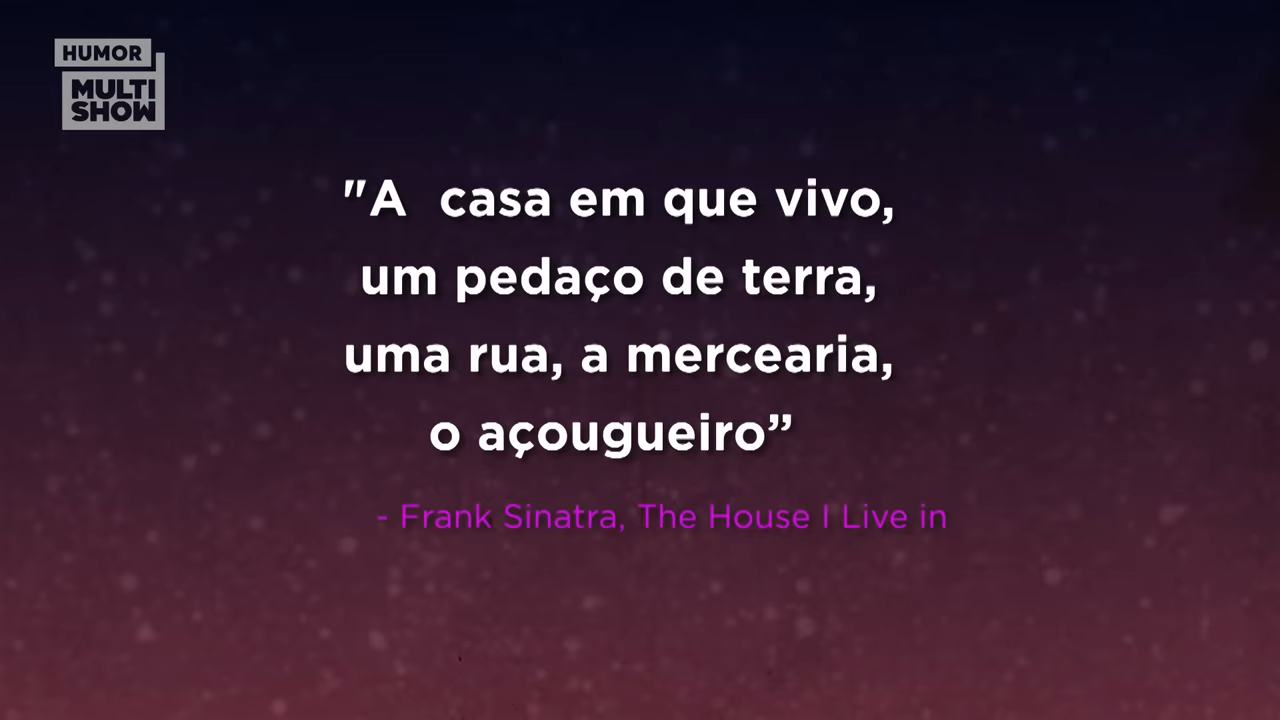 HUMOR
MULTI
SHOW
"A  casa em que vivo,
um pedaço de terra,
uma rua, a mercearia,
o açougueiro”
- Frank Sinatra, The House I Live in